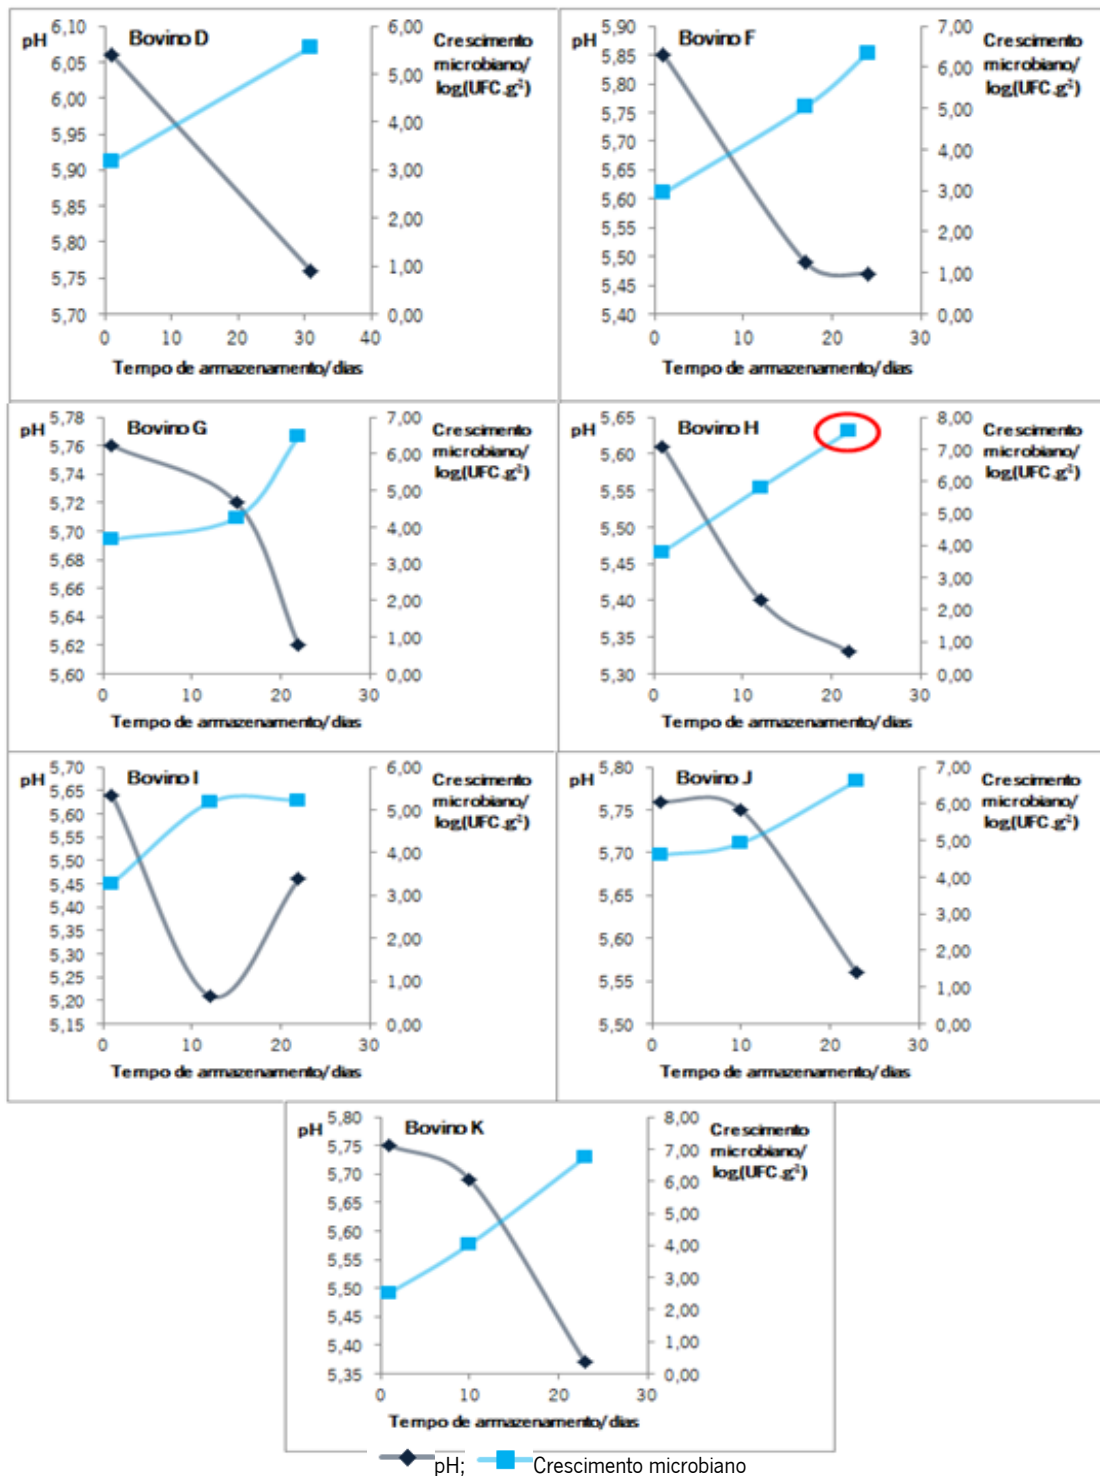 Bovino D
pH
Crescimento
microbiano/
log(UFC.g⁻¹)
6,10
6,05
6,00
5,95
5,90
5,85
5,80
5,75
5,70
6,00
5,00
4,00
3,00
2,00
1,00
0,00
0 10 20 30 40
Tempo de armazenamento/dias
Bovino F
pH
Crescimento
microbiano/
log(UFC.g⁻¹)
5,90
5,85
5,80
5,75
5,70
5,65
5,60
5,55
5,50
5,45
5,40
7,00
6,00
5,00
4,00
3,00
2,00
1,00
0,00
0 10 20 30
Tempo de armazenamento/dias
Bovino G
pH
Crescimento
microbiano/
log(UFC.g⁻¹)
5,78
5,76
5,74
5,72
5,70
5,68
5,66
5,64
5,62
5,60
7,00
6,00
5,00
4,00
3,00
2,00
1,00
0,00
0 10 20 30
Tempo de armazenamento/dias
Bovino H
pH
Crescimento
microbiano/
log(UFC.g⁻¹)
5,65
5,60
5,55
5,50
5,45
5,40
5,35
5,30
8,00
7,00
6,00
5,00
4,00
3,00
2,00
1,00
0,00
0 10 20 30
Tempo de armazenamento/dias
Bovino I
pH
Crescimento
microbiano/
log(UFC.g⁻¹)
5,70
5,65
5,60
5,55
5,50
5,45
5,40
5,35
5,30
5,25
5,20
5,15
6,00
5,00
4,00
3,00
2,00
1,00
0,00
0 10 20 30
Tempo de armazenamento/dias
Bovino J
pH
Crescimento
microbiano/
log(UFC.g⁻¹)
5,80
5,75
5,70
5,65
5,60
5,55
5,50
7,00
6,00
5,00
4,00
3,00
2,00
1,00
0,00
0 10 20 30
Tempo de armazenamento/dias
Bovino K
pH
Crescimento
microbiano/
log(UFC.g⁻¹)
5,80
5,75
5,70
5,65
5,60
5,55
5,50
5,45
5,40
5,35
8,00
7,00
6,00
5,00
4,00
3,00
2,00
1,00
0,00
0 10 20 30
Tempo de armazenamento/dias
pH; Crescimento microbiano